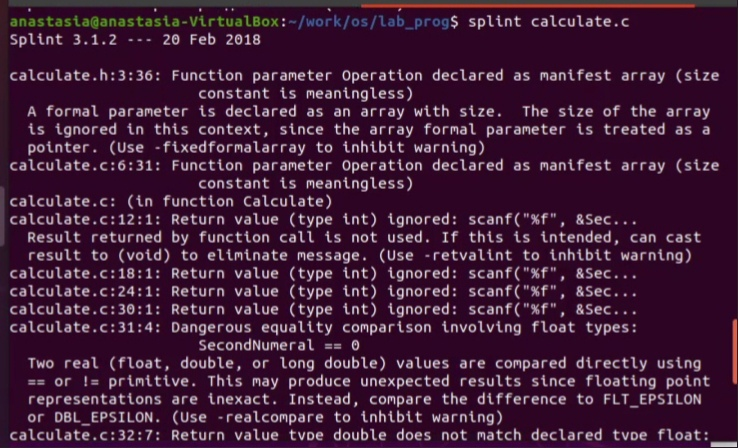 anastasia@anastasia-VirtualBox:~/work/os/lab_prog$ splint calculate.c
Splint 3.1.2 --- 20 Feb 2018
calculate.h:3:36: Function parameter Operation declared as manifest array (size
constant is meaningless)
A formal parameter is declared as an array with size.  The size of the array
is ignored in this context, since the array formal parameter is treated as a
pointer. (Use -fixedformalarray to inhibit warning)
calculate.c:6:31: Function parameter Operation declared as manifest array (size
constant is meaningless)
calculate.c: (in function Calculate)
calculate.c:12:1: Return value (type int) ignored: scanf("%f", &Sec...
Result returned by function call is not used. If this is intended, can cast
result to (void) to eliminate message. (Use -retvalint to inhibit warning)
calculate.c:18:1: Return value (type int) ignored: scanf("%f", &Sec...
calculate.c:24:1: Return value (type int) ignored: scanf("%f", &Sec...
calculate.c:30:1: Return value (type int) ignored: scanf("%f", &Sec...
calculate.c:31:4: Dangerous equality comparison involving float types:
SecondNumeral == 0
Two real (float, double, or long double) values are compared directly using
== or != primitive. This may produce unexpected results since floating point
representations are inexact. Instead, compare the difference to FLT_EPSILON
or DBL_EPSILON. (Use -realcompare to inhibit warning)
calculate.c:32:7: Return value type double does not match declared type float: